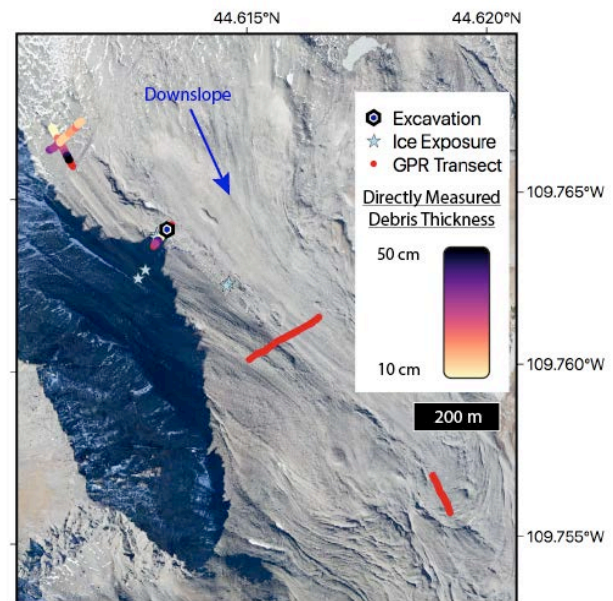 44.615°N
44.620°N
Downslope
Excavation
Ice Exposure
GPR Transect
Directly Measured
Debris Thickness
50 cm
10 cm
200 m
109.765°N
109.760°N
109.755°N